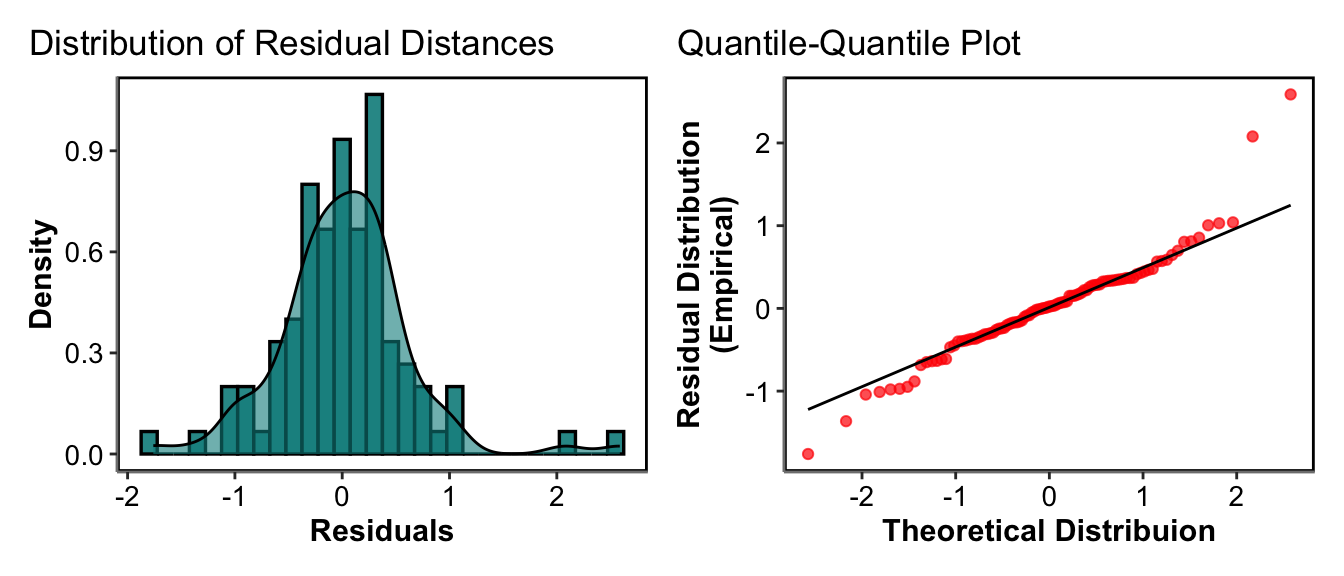 Distribution of Residual Distances
Density
0.9
0.6
0.3
0.0
-2 -1 0 1 2
Residuals
Quantile-Quantile Plot
Residual Distribution
(Empirical)
2
1
0
-1
-2 -1 0 1 2
Theoretical Distribuion